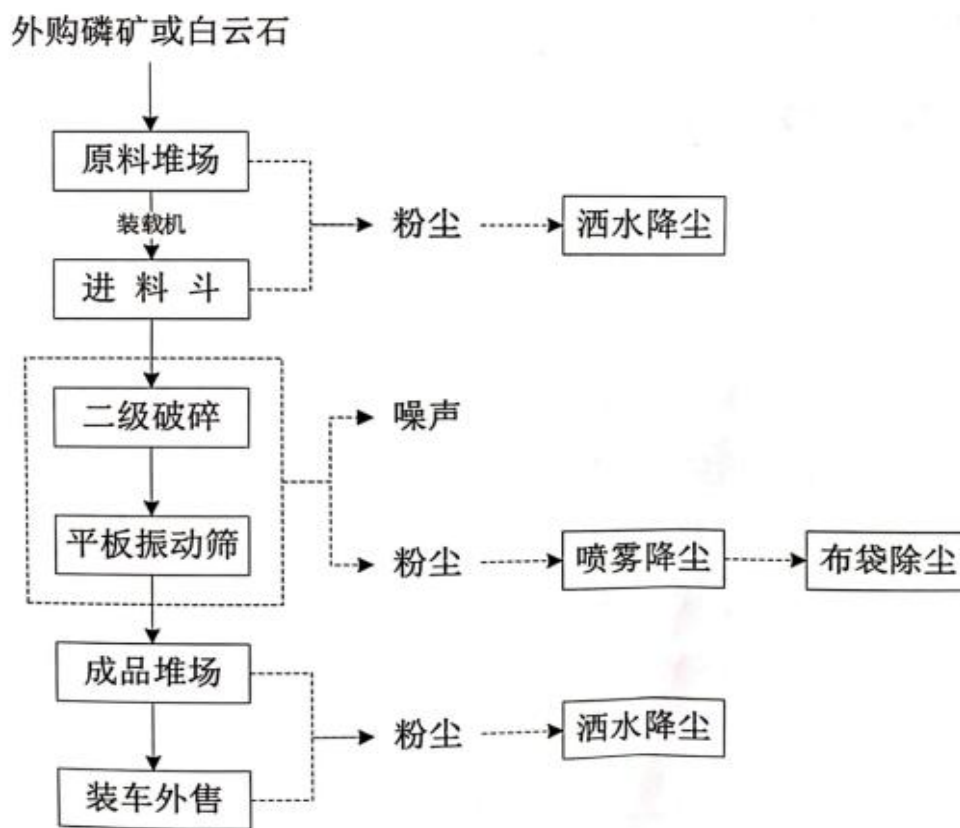 外购磷矿或白云石
原料堆场
装载机
粉尘
洒水降尘
进 料 斗
二级破碎
噪声
平板振动筛
粉尘
喷雾降尘
布袋除尘
成品堆场
粉尘
洒水降尘
装车外售